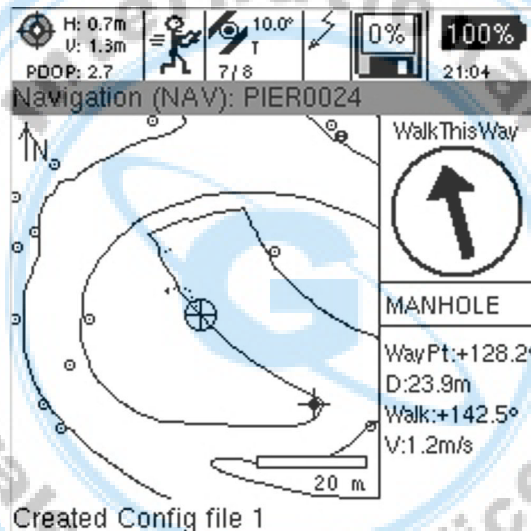 H: 0.7m
V: 1.3m
PDOP: 2.7
10.0°
T
7/8
0%
100%
21:04
Navigation (NAV): PIER0024
N
WalkThisWay
MANHOLE
WayPt:+128.2°
D:23.9m
Walk:+142.5°
V:1.2m/s
20 m
Created Config file 1